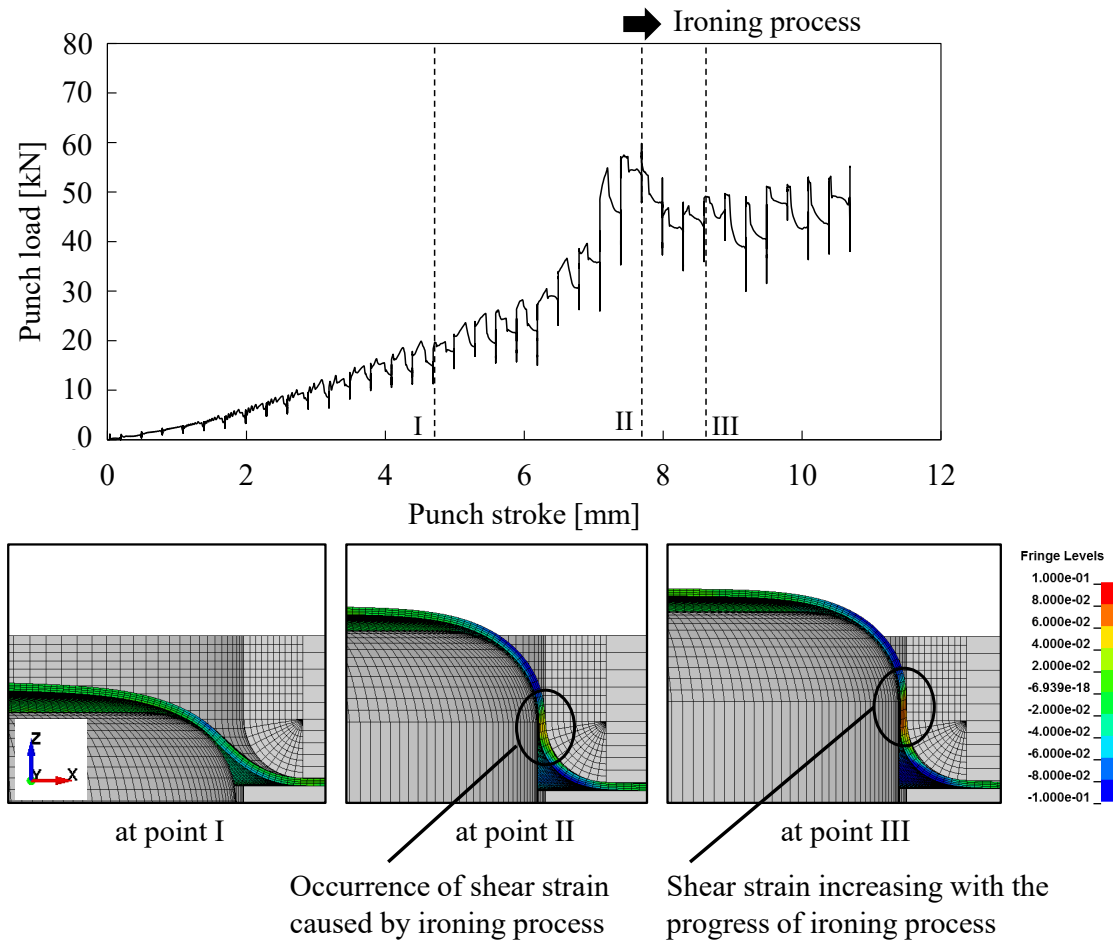 Ironing process
80
70
60
50
40
30
20
10
0
Punch load [kN]
I
II
III
0 2 4 6 8 10 12
Punch stroke [mm]
Z
Y X
Fringe Levels
1.000e-01
8.000e-02
6.000e-02
4.000e-02
2.000e-02
-6.939e-18
-2.000e-02
-4.000e-02
-6.000e-02
-8.000e-02
-1.000e-01
at point I
at point II
at point III
Occurrence of shear strain
caused by ironing process
Shear strain increasing with the
progress of ironing process